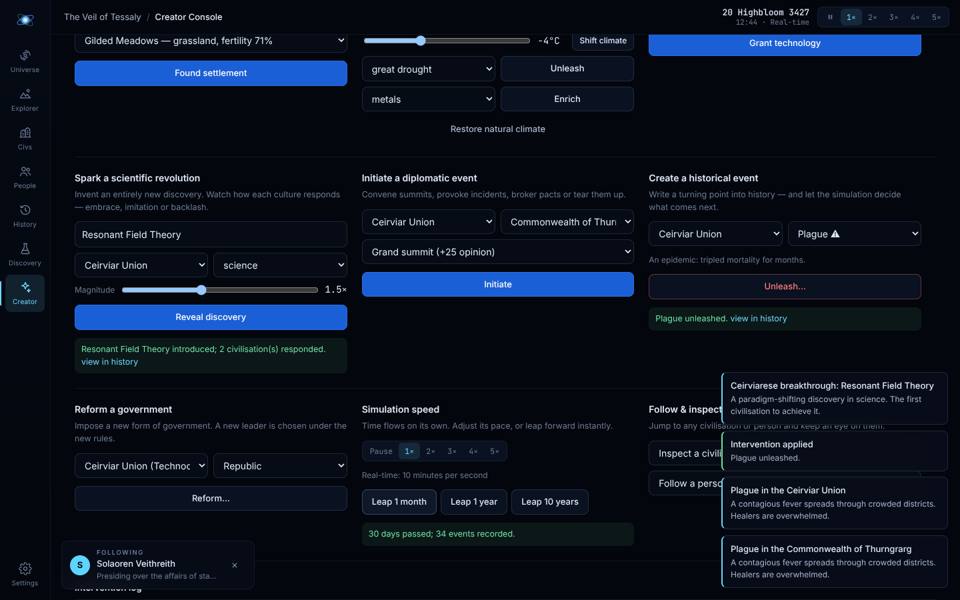 The Veil of Tessaly / Creator Console
20 Highbloom 3427
12:44 · Real-time
1×
2×
3×
4×
5×
Universe
Explorer
Civs
People
History
Discovery
Creator
Settings
Gilded Meadows — grassland, fertility 71%
Found settlement
-4°C
Shift climate
great drought
Unleash
metals
Enrich
Restore natural climate
Grant technology
Spark a scientific revolution
Invent an entirely new discovery. Watch how each culture responds
— embrace, imitation or backlash.
Resonant Field Theory
Ceirviar Union
science
Magnitude
1.5×
Reveal discovery
Resonant Field Theory introduced; 2 civilisation(s) responded.
view in history
Initiate a diplomatic event
Convene summits, provoke incidents, broker pacts or tear them up.
Ceirviar Union
Commonwealth of Thun
Grand summit (+25 opinion)
Initiate
Create a historical event
Write a turning point into history — and let the simulation decide
what comes next.
Ceirviar Union
Plague ⚠
An epidemic: tripled mortality for months.
Unleash...
Plague unleashed. view in history
Reform a government
Impose a new form of government. A new leader is chosen under the
new rules.
Ceirviar Union (Technoc
Republic
Reform...
Simulation speed
Time flows on its own. Adjust its pace, or leap forward instantly.
Pause
1×
2×
3×
4×
5×
Real-time: 10 minutes per second
Leap 1 month
Leap 1 year
Leap 10 years
30 days passed; 34 events recorded.
Follow & inspect
Jump to any civilisation or person and keep an eye on them.
Inspect a civili
Follow a perso
Ceirviarese breakthrough: Resonant Field Theory
A paradigm-shifting discovery in science. The first
civilisation to achieve it.
Intervention applied
Plague unleashed.
Plague in the Ceirviar Union
A contagious fever spreads through crowded districts.
Healers are overwhelmed.
Plague in the Commonwealth of Thurngrarg
A contagious fever spreads through crowded districts.
Healers are overwhelmed.
S
FOLLOWING
Solaoren Veithreith
Presiding over the affairs of sta...
×
Intervention log